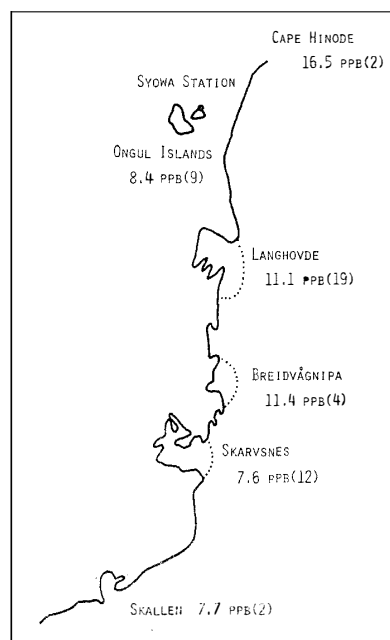 CAPE HINODE
16.5 PPB(2)
SYOWA STATION
ONGUL ISLANDS
8.4 PPB(9)
LANGHOVDE
11.1 PPB(19)
BREIDVÅGNIPA
11.4 PPB(4)
SKARVSNES
7.6 PPB(12)
SKALLEN 7.7 PPB(2)